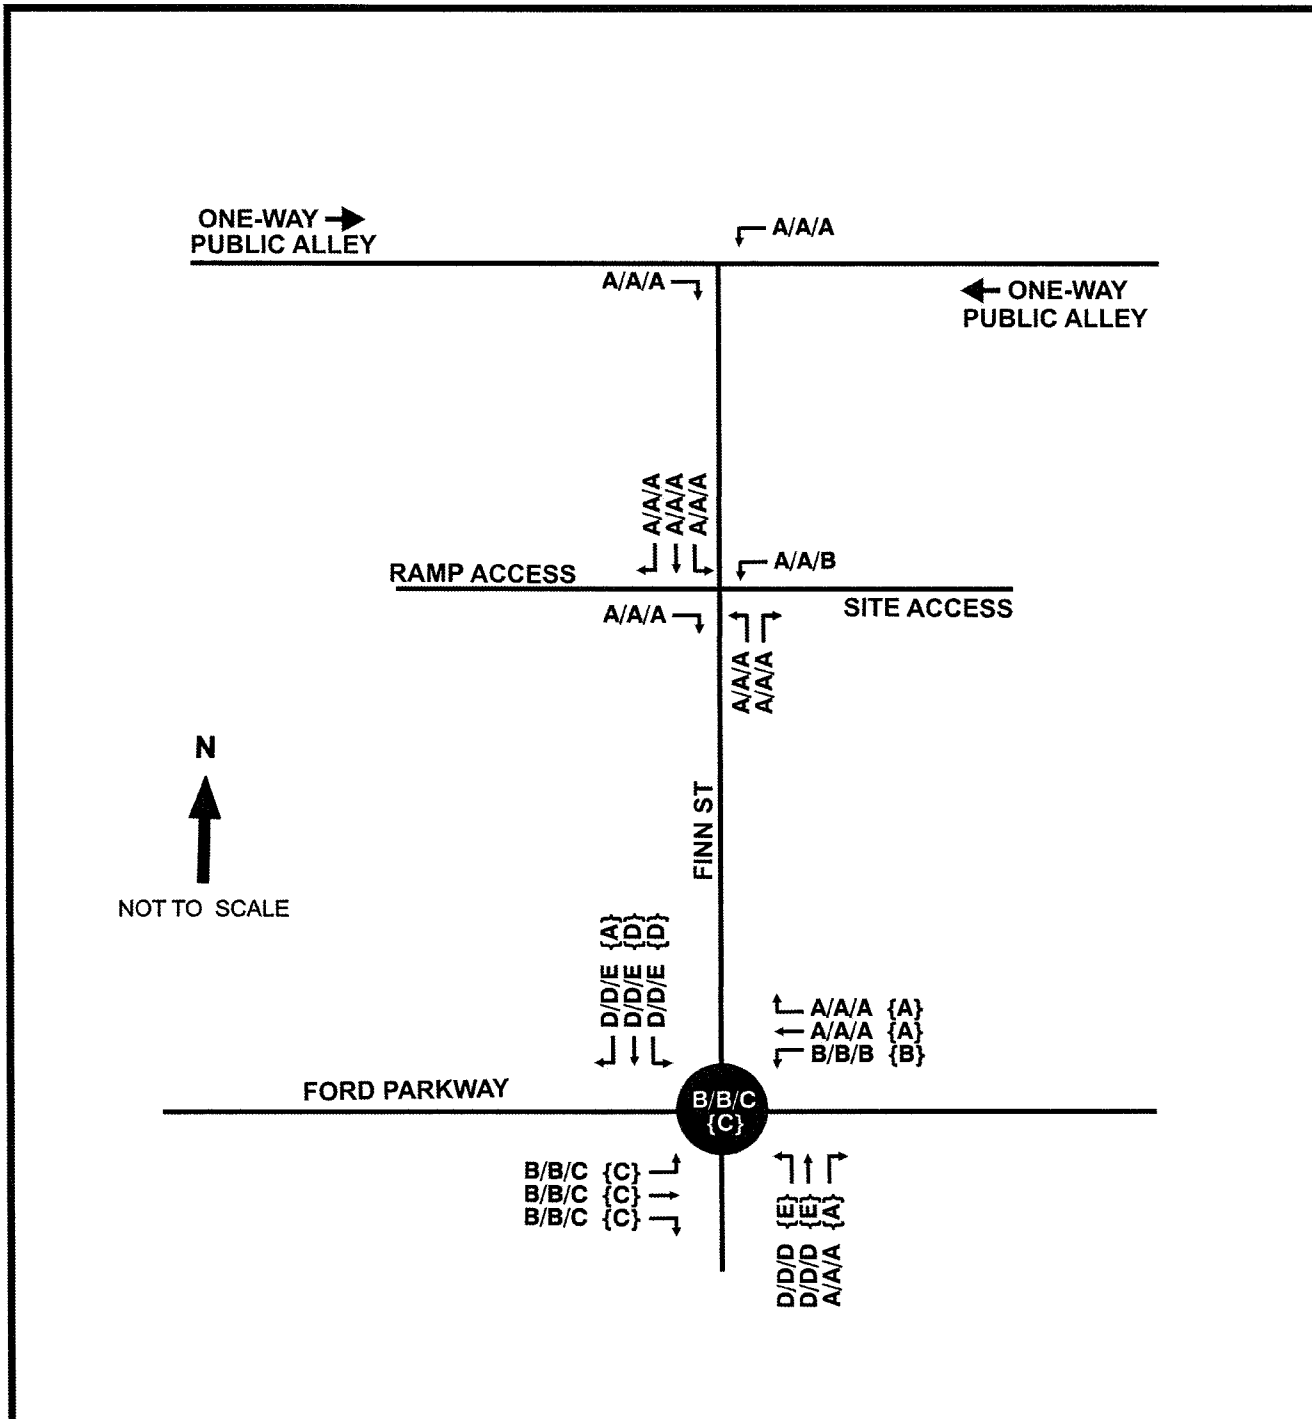 ONE-WAY
PUBLIC ALLEY
A/A/A
A/A/A
ONE-WAY
PUBLIC ALLEY
A/A/A
A/A/A
A/A/A
RAMP ACCESS
A/A/B
SITE ACCESS
A/A/A
A/A/A
A/A/A
FINN ST
N
NOT TO SCALE
D/D/E {A}
D/D/E {D}
D/D/E {D}
A/A/A {A}
A/A/A {A}
B/B/B {B}
FORD PARKWAY
B/B/C
{C}
B/B/C {C}
B/B/C {C}
B/B/C {C}
D/D/D {E}
D/D/D {E}
A/A/A {A}